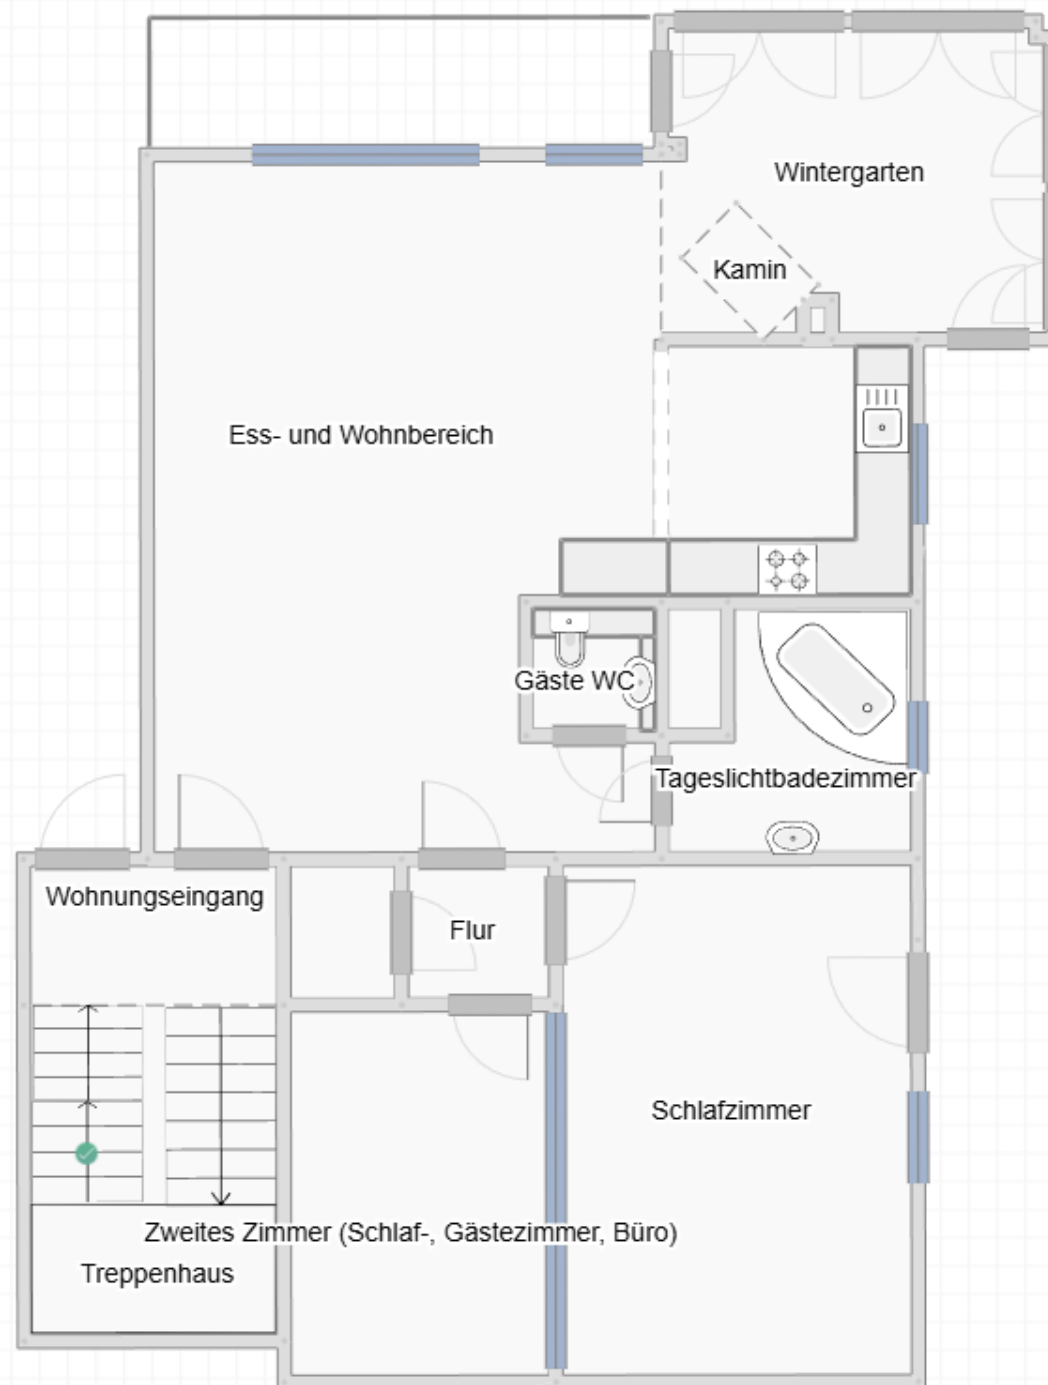 Wintergarten
Kamin
Ess- und Wohnbereich
Gäste WC
Tageslichtbadezimmer
Wohnungseingang
Flur
Schlafzimmer
Zweites Zimmer (Schlaf-, Gästezimmer, Büro)
Treppenhaus